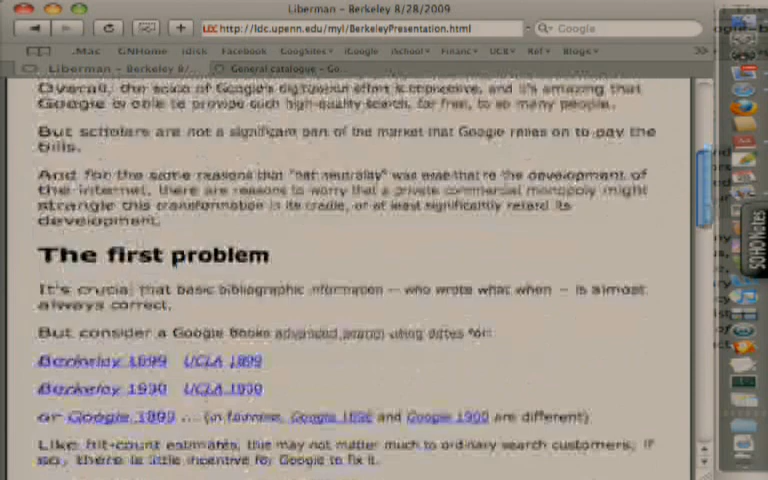 Liberman - Berkeley 8/28/2009
http://ldc.upenn.edu/myl/BerkeleyPresentation.html
Google
.Mac GNHome idisk Facebook Googsites iGoogle iSchool Financ UCB Ref Blogs
Liberman - Berkeley 8/... General catalogue - Go...
Overall, the scale of Google's digitization effort is impressive, and it's amazing that
Google is able to provide such high-quality search, for free, to so many people.
But scholars are not a significant part of the market that Google relies on to pay the
bills.
And for the same reasons that "net neutrality" was essential to the development of
the internet, there are reasons to worry that a private commercial monopoly might
strangle this transformation in its cradle, or at least significantly retard its
development.
The first problem
It's crucial that basic bibliographic information -- who wrote what when -- is almost
always correct.
But consider a Google Books advanced search using dates for:
Berkeley 1899 UCLA 1899
Berkeley 1930 UCLA 1930
or Google 1899 ... (in fairness, Google 1898 and Google 1900 are different)
Like hit-count estimates, this may not matter much to ordinary search customers; if
so, there is little incentive for Google to fix it.
SOHO Notes